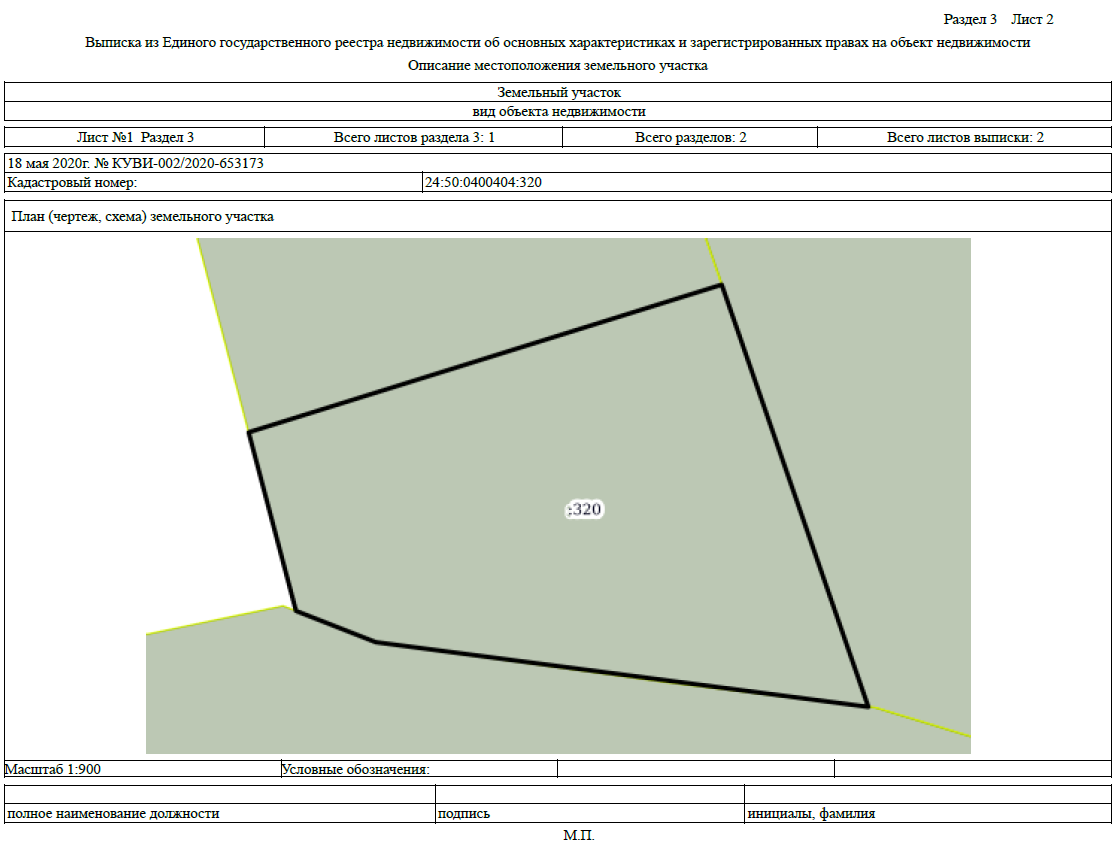 Раздел 3 Лист 2
Выписка из Единого государственного реестра недвижимости об основных характеристиках и зарегистрированных правах на объект недвижимости
Описание местоположения земельного участка
Земельный участок
вид объекта недвижимости
Лист №1 Раздел 3 Всего листов раздела 3: 1 Всего разделов: 2 Всего листов выписки: 2
18 мая 2020г. № КУВИ-002/2020-653173
Кадастровый номер: 24:50:0400404:320
План (чертеж, схема) земельного участка
:320
Масштаб 1:900 Условные обозначения:
полное наименование должности подпись инициалы, фамилия
М.П.